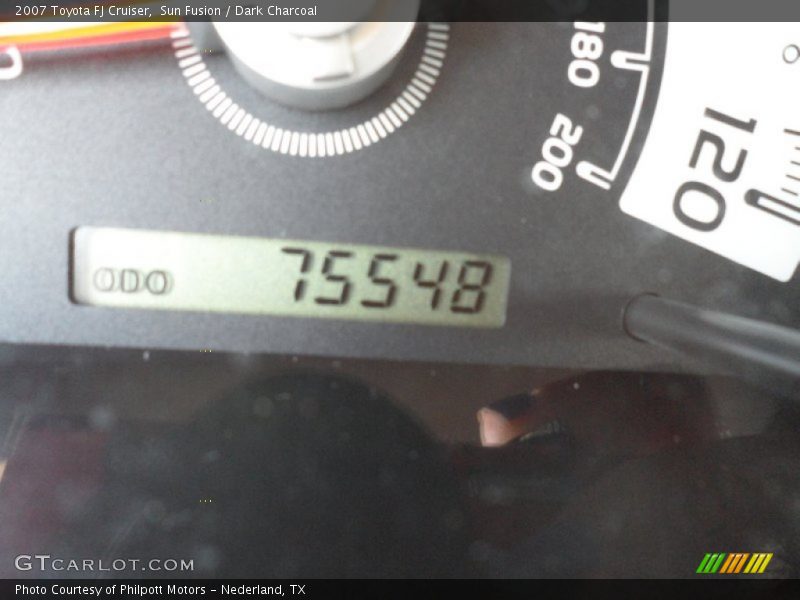 2007 Toyota FJ Cruiser, Sun Fusion / Dark Charcoal
180
200
120
ODO 75548
GTCARLOT.COM
Photo Courtesy of Philpott Motors - Nederland, TX